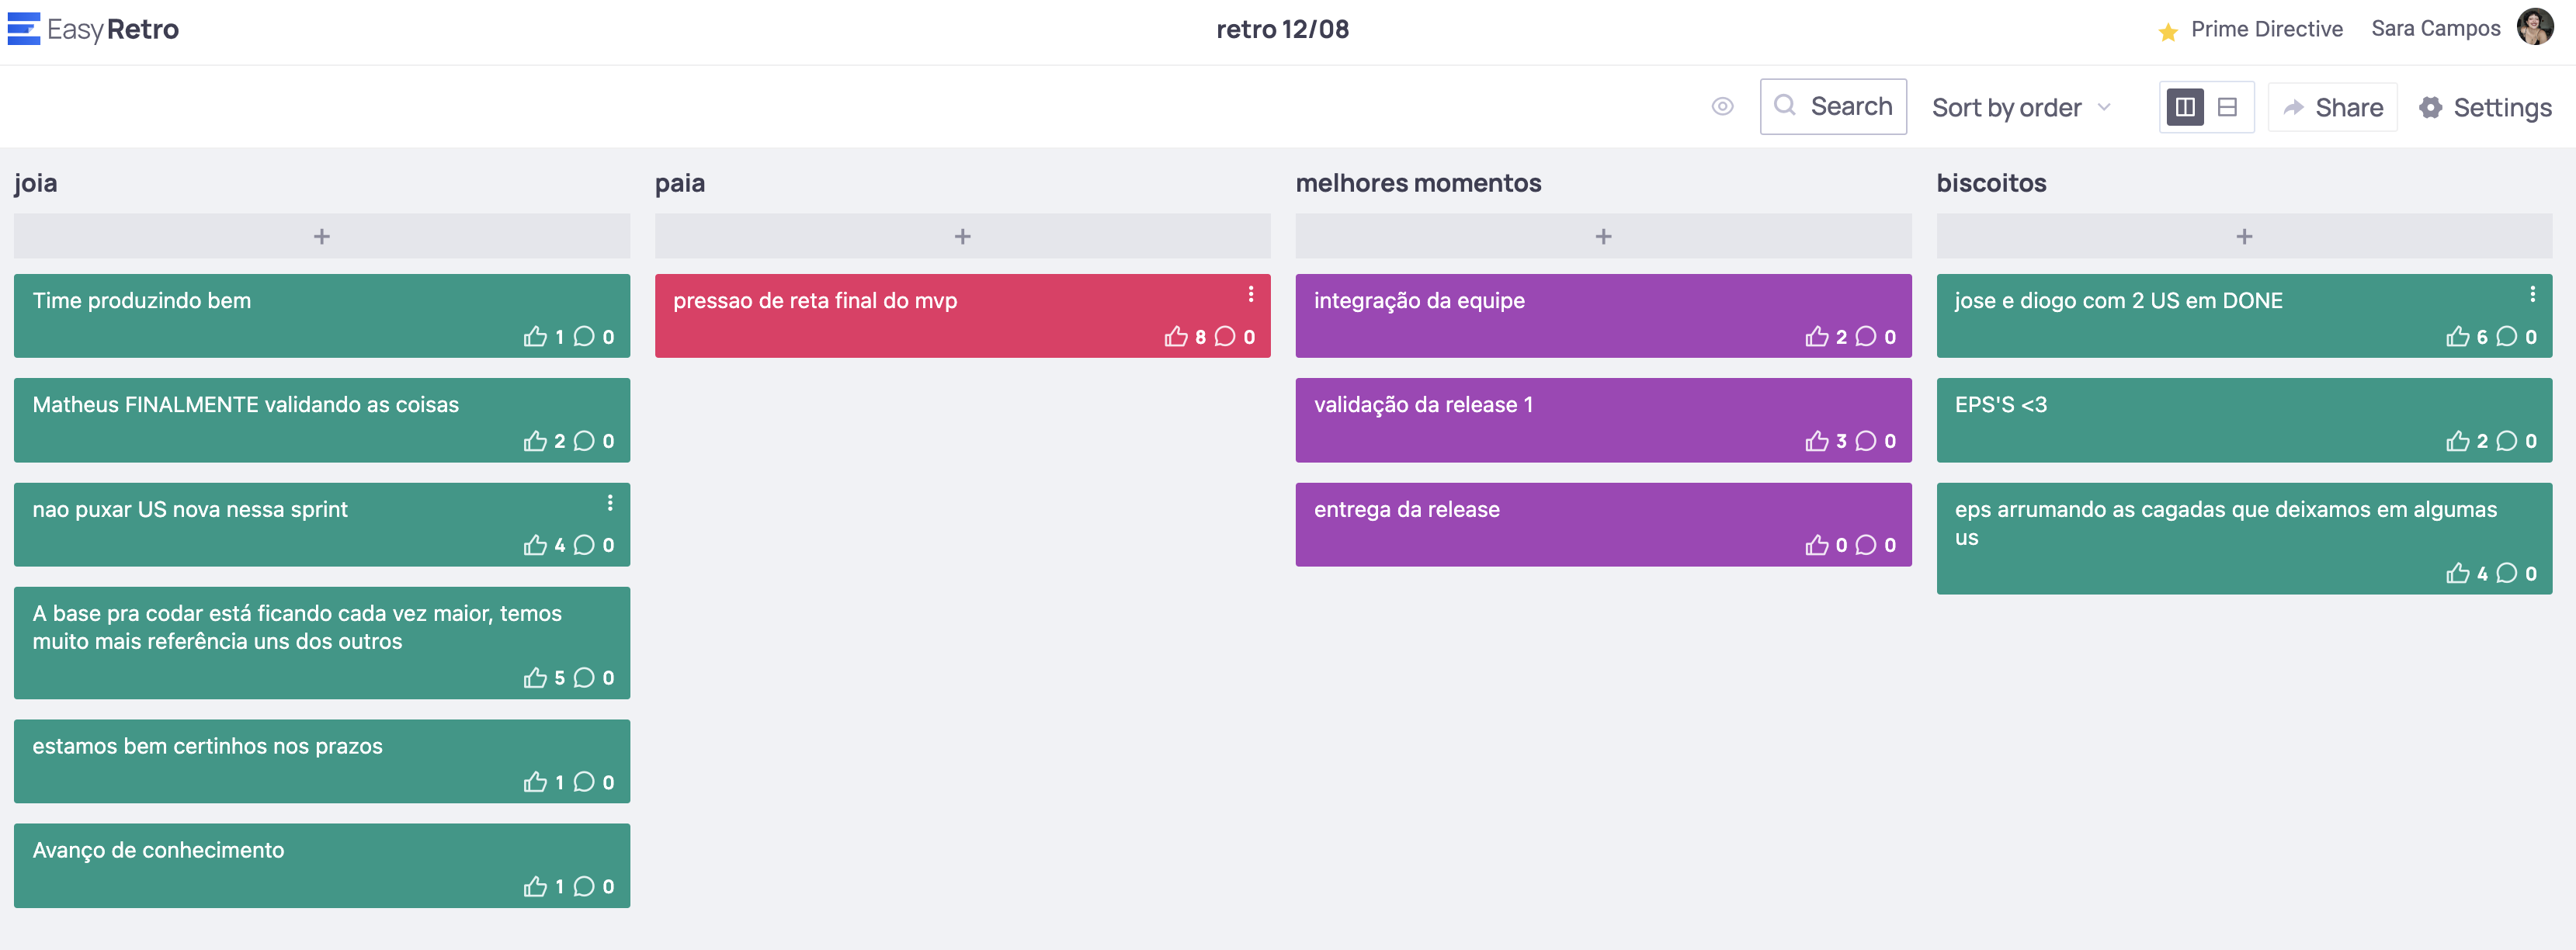 EasyRetro
retro 12/08
Prime Directive
Sara Campos
Search
Sort by order
Share
Settings
joia
+
Time produzindo bem
1 0
Matheus FINALMENTE validando as coisas
2 0
nao puxar US nova nessa sprint
4 0
A base pra codar está ficando cada vez maior, temos
muito mais referência uns dos outros
5 0
estamos bem certinhos nos prazos
1 0
Avanço de conhecimento
1 0
paia
+
pressao de reta final do mvp
8 0
melhores momentos
+
integração da equipe
2 0
validação da release 1
3 0
entrega da release
0 0
biscoitos
+
jose e diogo com 2 US em DONE
6 0
EPS'S <3
2 0
eps arrumando as cagadas que deixamos em algumas
us
4 0